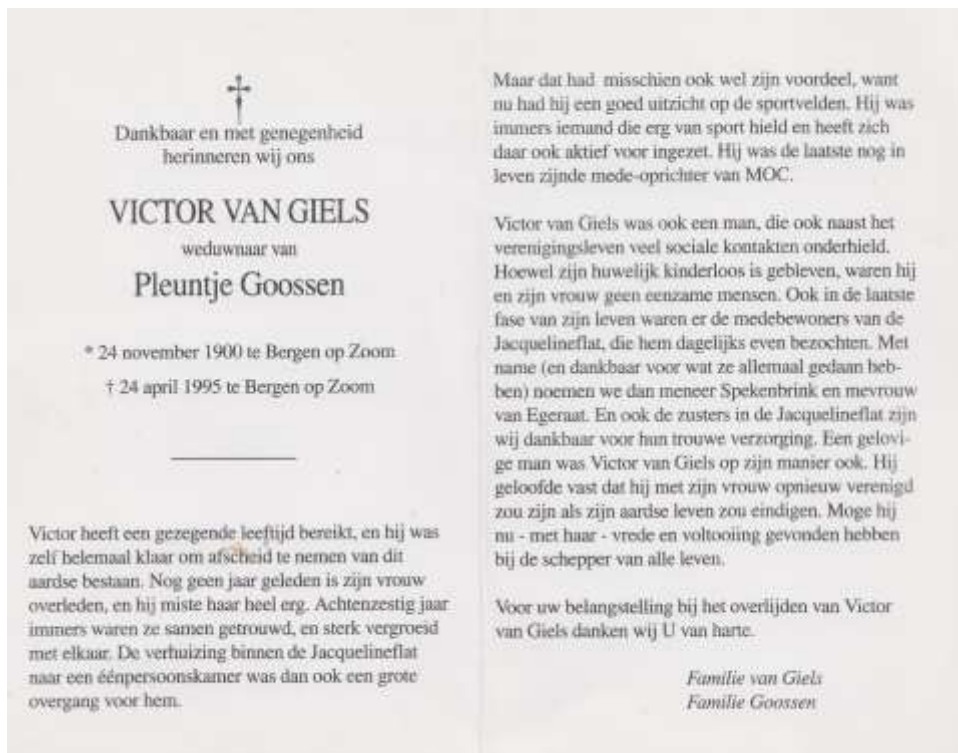 Dankbaar en met genegenheid
herinneren wij ons
VICTOR VAN GIELS
weduwnaar van
Pleuntje Goossen
* 24 november 1900 te Bergen op Zoom
† 24 april 1995 te Bergen op Zoom
Victor heeft een gezegende leeftijd bereikt, en hij was
zelf helemaal klaar om afscheid te nemen van dit
aardse bestaan. Nog geen jaar geleden is zijn vrouw
overleden, en hij miste haar heel erg. Achtenzestig jaar
immers waren ze samen getrouwd, en sterk vergroeid
met elkaar. De verhuizing binnen de Jacquelineflat
naar een éénpersoonskamer was dan ook een grote
overgang voor hem.
Maar dat had misschien ook wel zijn voordeel, want
nu had hij een goed uitzicht op de sportvelden. Hij was
immers iemand die erg van sport hield en heeft zich
daar ook aktief voor ingezet. Hij was de laatste nog in
leven zijnde mede-oprichter van MOC.
Victor van Giels was ook een man, die ook naast het
verenigingsleven veel sociale kontakten onderhield.
Hoewel zijn huwelijk kinderloos is gebleven, waren hij
en zijn vrouw geen eenzame mensen. Ook in de laatste
fase van zijn leven waren er de medebewoners van de
Jacquelineflat, die hem dagelijks even bezochten. Met
name (en dankbaar voor wat ze allemaal gedaan heb-
ben) noemen we dan meneer Spekenbrink en mevrouw
van Egeraat. En ook de zusters in de Jacquelineflat zijn
wij dankbaar voor hun trouwe verzorging. Een gelovi-
ge man was Victor van Giels op zijn manier ook. Hij
geloofde vast dat hij met zijn vrouw opnieuw verenigd
zou zijn als zijn aardse leven zou eindigen. Moge hij
nu - met haar - vrede en voltooiing gevonden hebben
bij de schepper van alle leven.
Voor uw belangstelling bij het overlijden van Victor
van Giels danken wij U van harte.
Familie van Giels
Familie Goossen